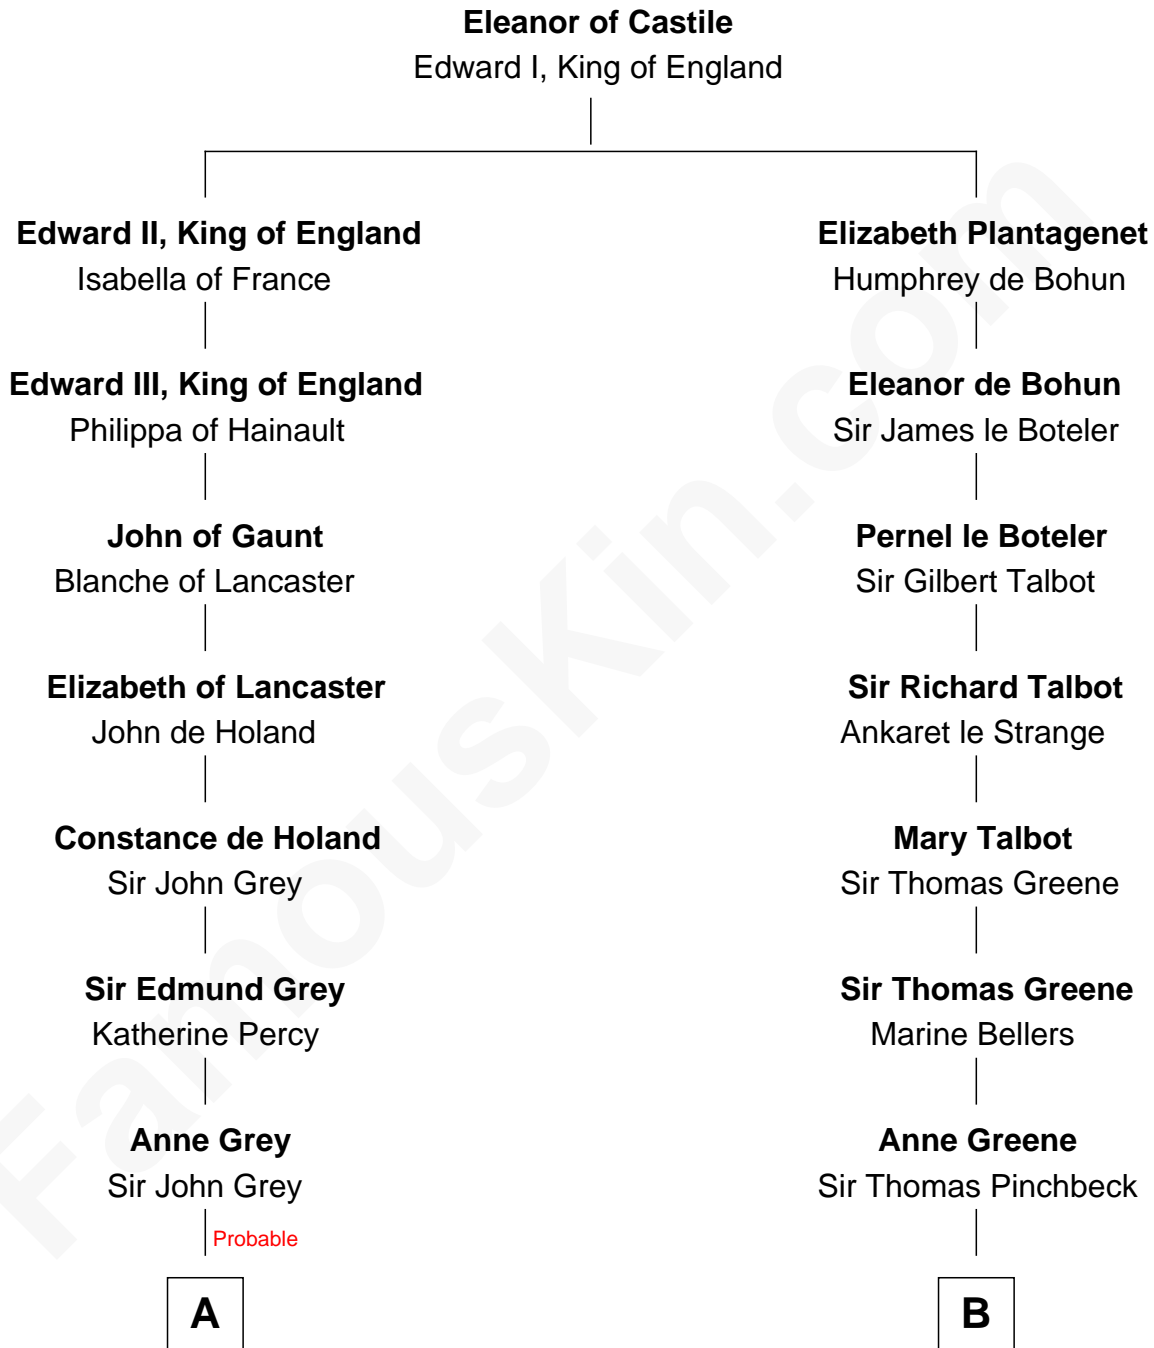 Eleanor of Castile
Edward I, King of England
Edward II, King of England
Isabella of France
Edward III, King of England
Philippa of Hainault
John of Gaunt
Blanche of Lancaster
Elizabeth of Lancaster
John de Holand
Constance de Holand
Sir John Grey
Sir Edmund Grey
Katherine Percy
Anne Grey
Sir John Grey
Probable
A
Elizabeth Plantagenet
Humphrey de Bohun
Eleanor de Bohun
Sir James le Boteler
Pernel le Boteler
Sir Gilbert Talbot
Sir Richard Talbot
Ankaret le Strange
Mary Talbot
Sir Thomas Greene
Sir Thomas Greene
Marine Bellers
Anne Greene
Sir Thomas Pinchbeck
B
FamousKin.com